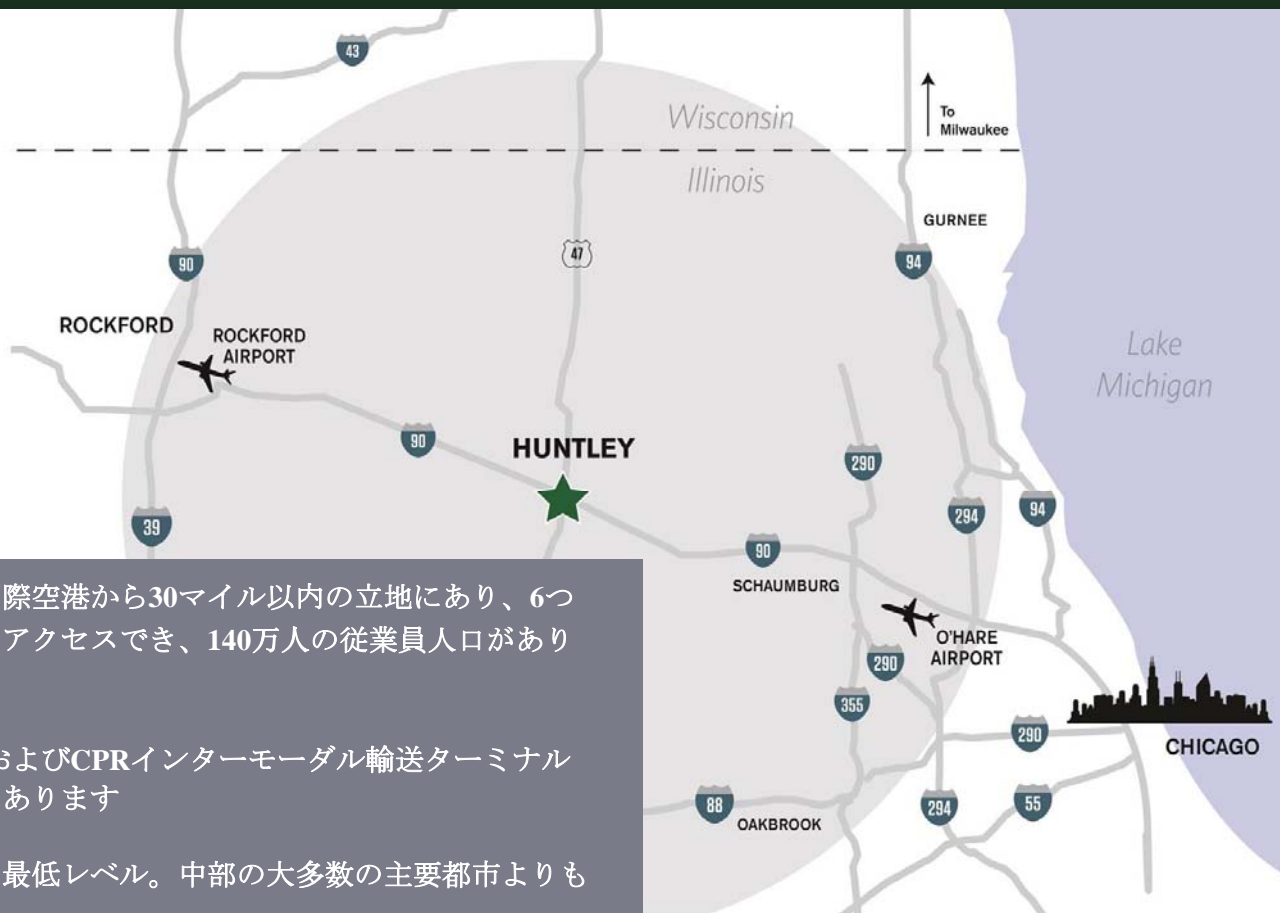 43
To
Milwaukee
Wisconsin
Illinois
GURNEE
47
90
94
ROCKFORD
ROCKFORD
AIRPORT
Lake
Michigan
90
HUNTLEY
290
39
294
94
90
SCHAUMBURG
O'HARE
AIRPORT
290
355
290
CHICAGO
88
OAKBROOK
294
55
際空港から30マイル以内の立地にあり、6つ
アクセスでき、140万人の従業員人口があり
およびCPRインターモーダル輸送ターミナル
あります
最低レベル。中部の大多数の主要都市よりも